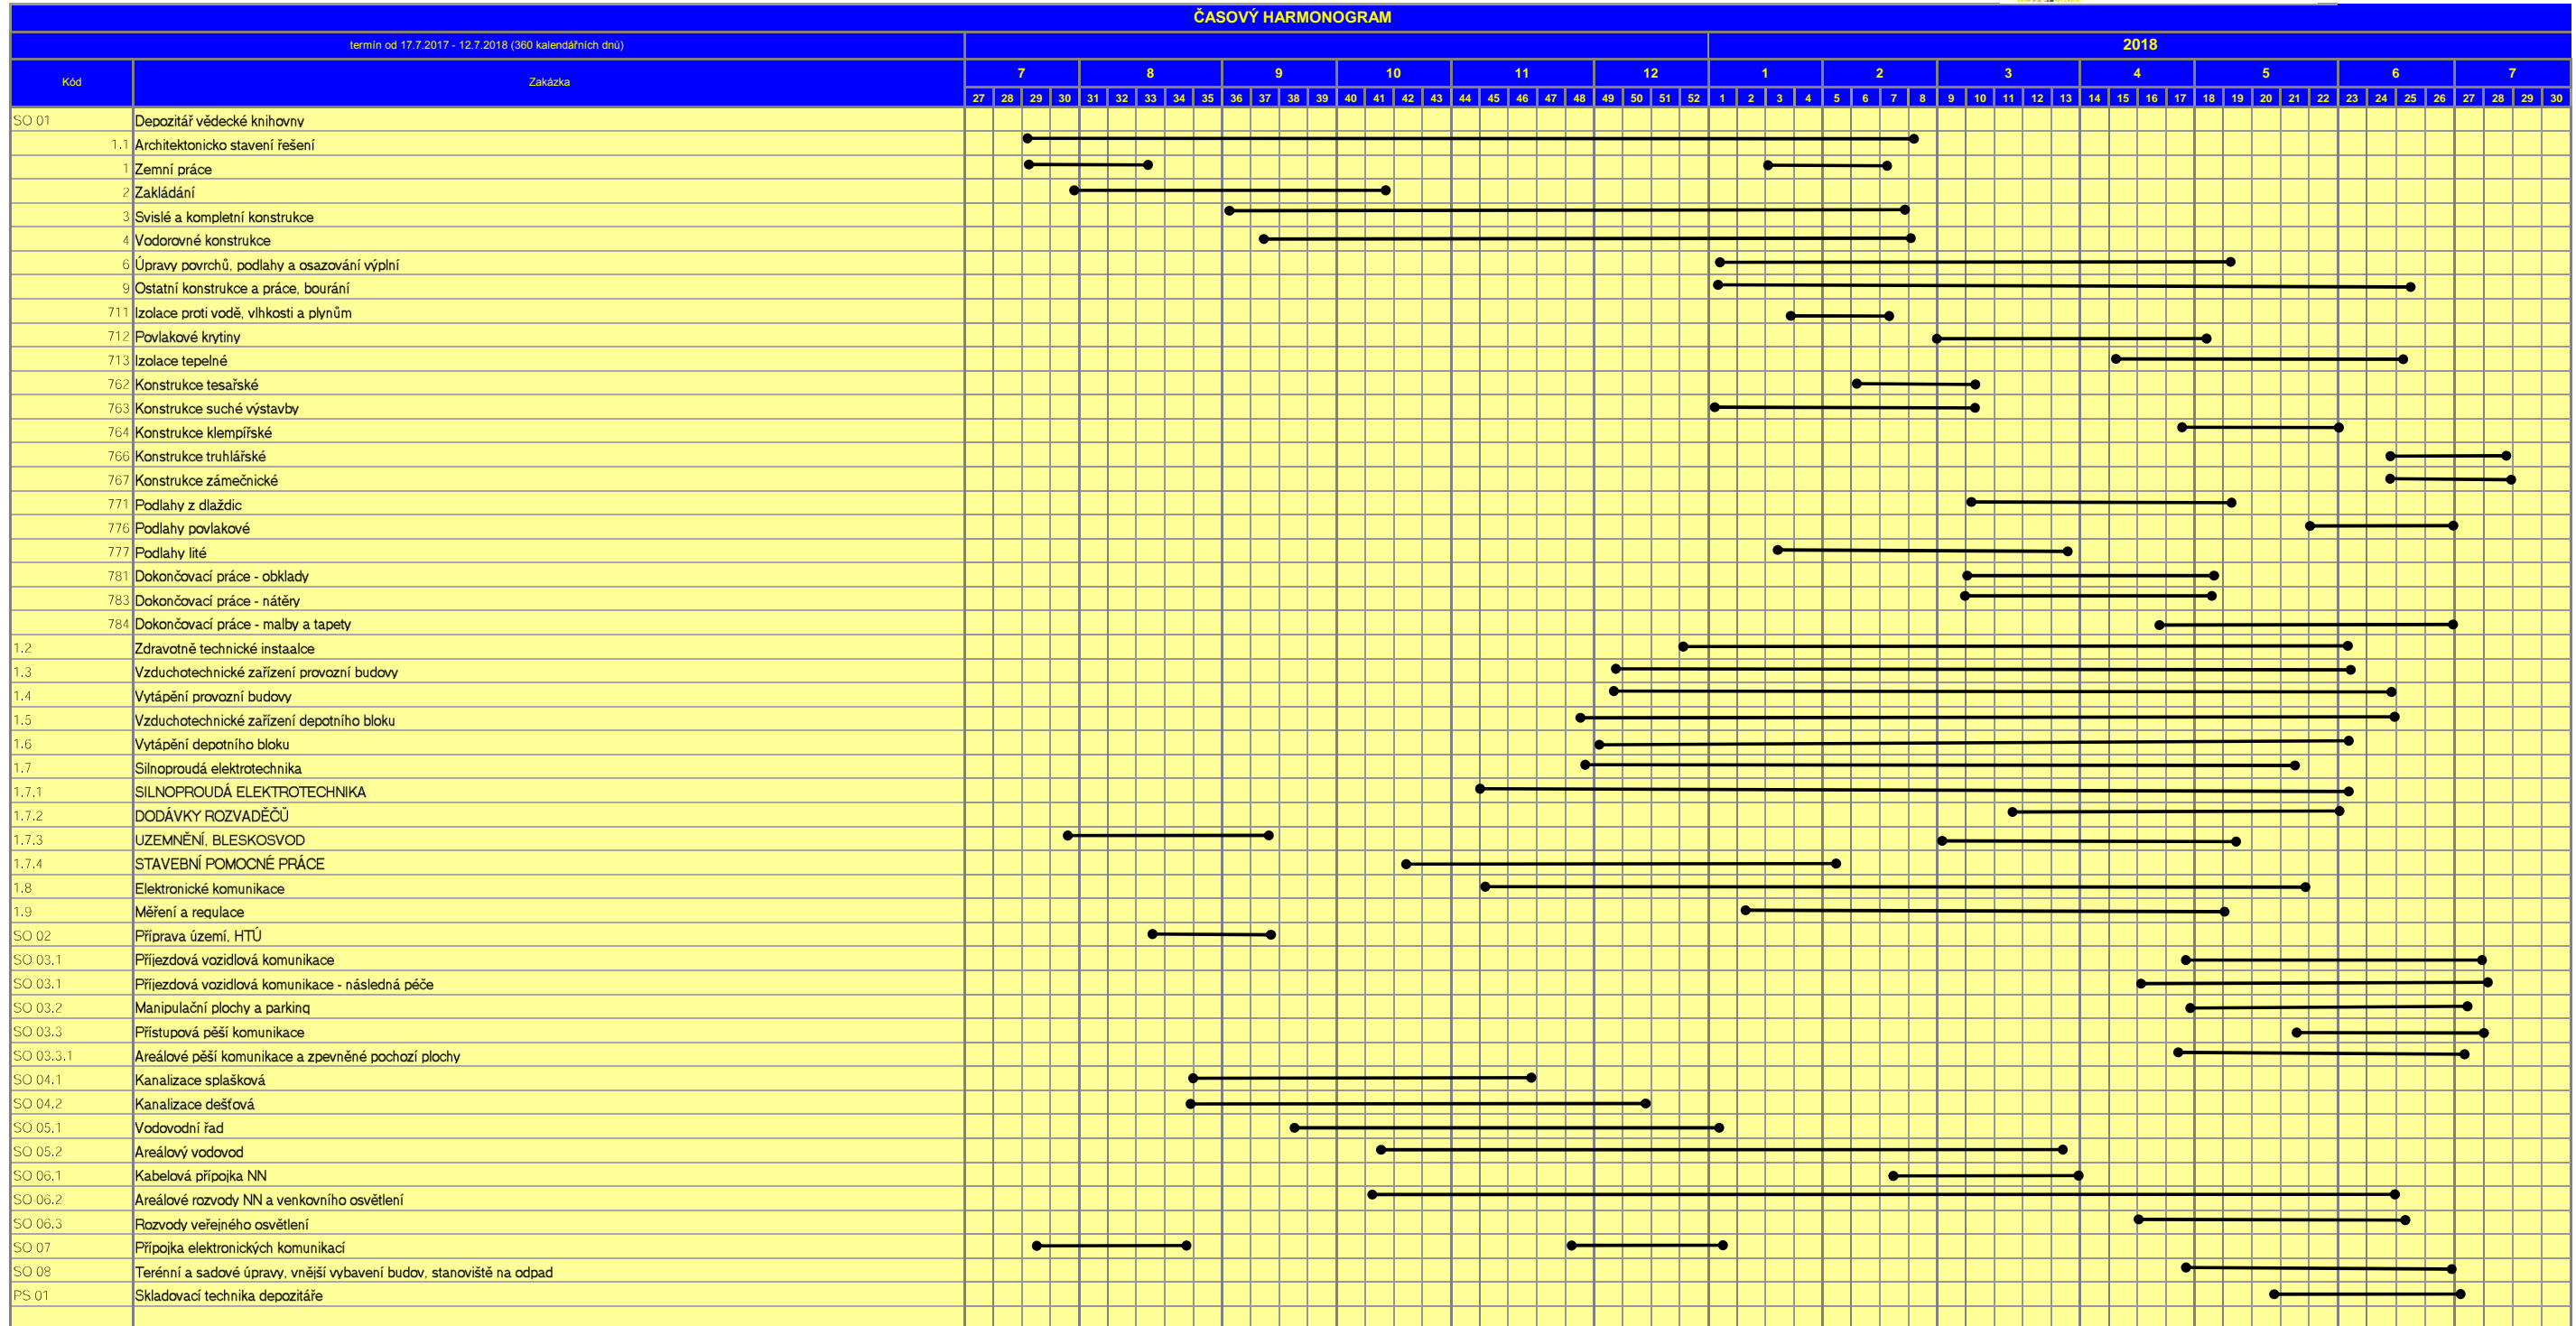 ČASOVÝ HARMONOGRAM
termín od 17.7.2017 - 12.7.2018 (360 kalendářních dnů)
2018
Kód Zakázka 7 8 9 10 11 12 1 2 3 4 5 6 7
27 28 29 30 31 32 33 34 35 36 37 38 39 40 41 42 43 44 45 46 47 48 49 50 51 52 1 2 3 4 5 6 7 8 9 10 11 12 13 14 15 16 17 18 19 20 21 22 23 24 25 26 27 28 29 30
SO 01 Depozitář vědecké knihovny
1.1 Architektonicko stavení řešení
1 Zemní práce
2 Zakládání
3 Svislé a kompletní konstrukce
4 Vodorovné konstrukce
6 Úpravy povrchů, podlahy a osazování výplní
9 Ostatní konstrukce a práce, bourání
711 Izolace proti vodě, vlhkosti a plynům
712 Povlakové krytiny
713 Izolace tepelné
762 Konstrukce tesařské
763 Konstrukce suché výstavby
764 Konstrukce klempířské
766 Konstrukce truhlářské
767 Konstrukce zámečnické
771 Podlahy z dlaždic
776 Podlahy povlakové
777 Podlahy lité
781 Dokončovací práce - obklady
783 Dokončovací práce - nátěry
784 Dokončovací práce - malby a tapety
1.2 Zdravotně technické instaalce
1.3 Vzduchotechnické zařízení provozní budovy
1.4 Vytápění provozní budovy
1.5 Vzduchotechnické zařízení depotního bloku
1.6 Vytápění depotního bloku
1.7 Silnoproudá elektrotechnika
1.7.1 SILNOPROUDÁ ELEKTROTECHNIKA
1.7.2 DODÁVKY ROZVADĚČŮ
1.7.3 UZEMNĚNÍ, BLESKOSVOD
1.7.4 STAVEBNÍ POMOCNÉ PRÁCE
1.8 Elektronické komunikace
1.9 Měření a regulace
SO 02 Příprava území, HTÚ
SO 03.1 Příjezdová vozidlová komunikace
SO 03.1 Příjezdová vozidlová komunikace - následná péče
SO 03.2 Manipulační plochy a parking
SO 03.3 Přístupová pěší komunikace
SO 03.3.1 Areálové pěší komunikace a zpevněné pochozí plochy
SO 04.1 Kanalizace splašková
SO 04.2 Kanalizace dešťová
SO 05.1 Vodovodní řad
SO 05.2 Areálový vodovod
SO 06.1 Kabelová přípojka NN
SO 06.2 Areálové rozvody NN a venkovního osvětlení
SO 06.3 Rozvody veřejného osvětlení
SO 07 Přípojka elektronických komunikací
SO 08 Terénní a sadové úpravy, vnější vybavení budov, stanoviště na odpad
PS 01 Skladovací technika depozitáře